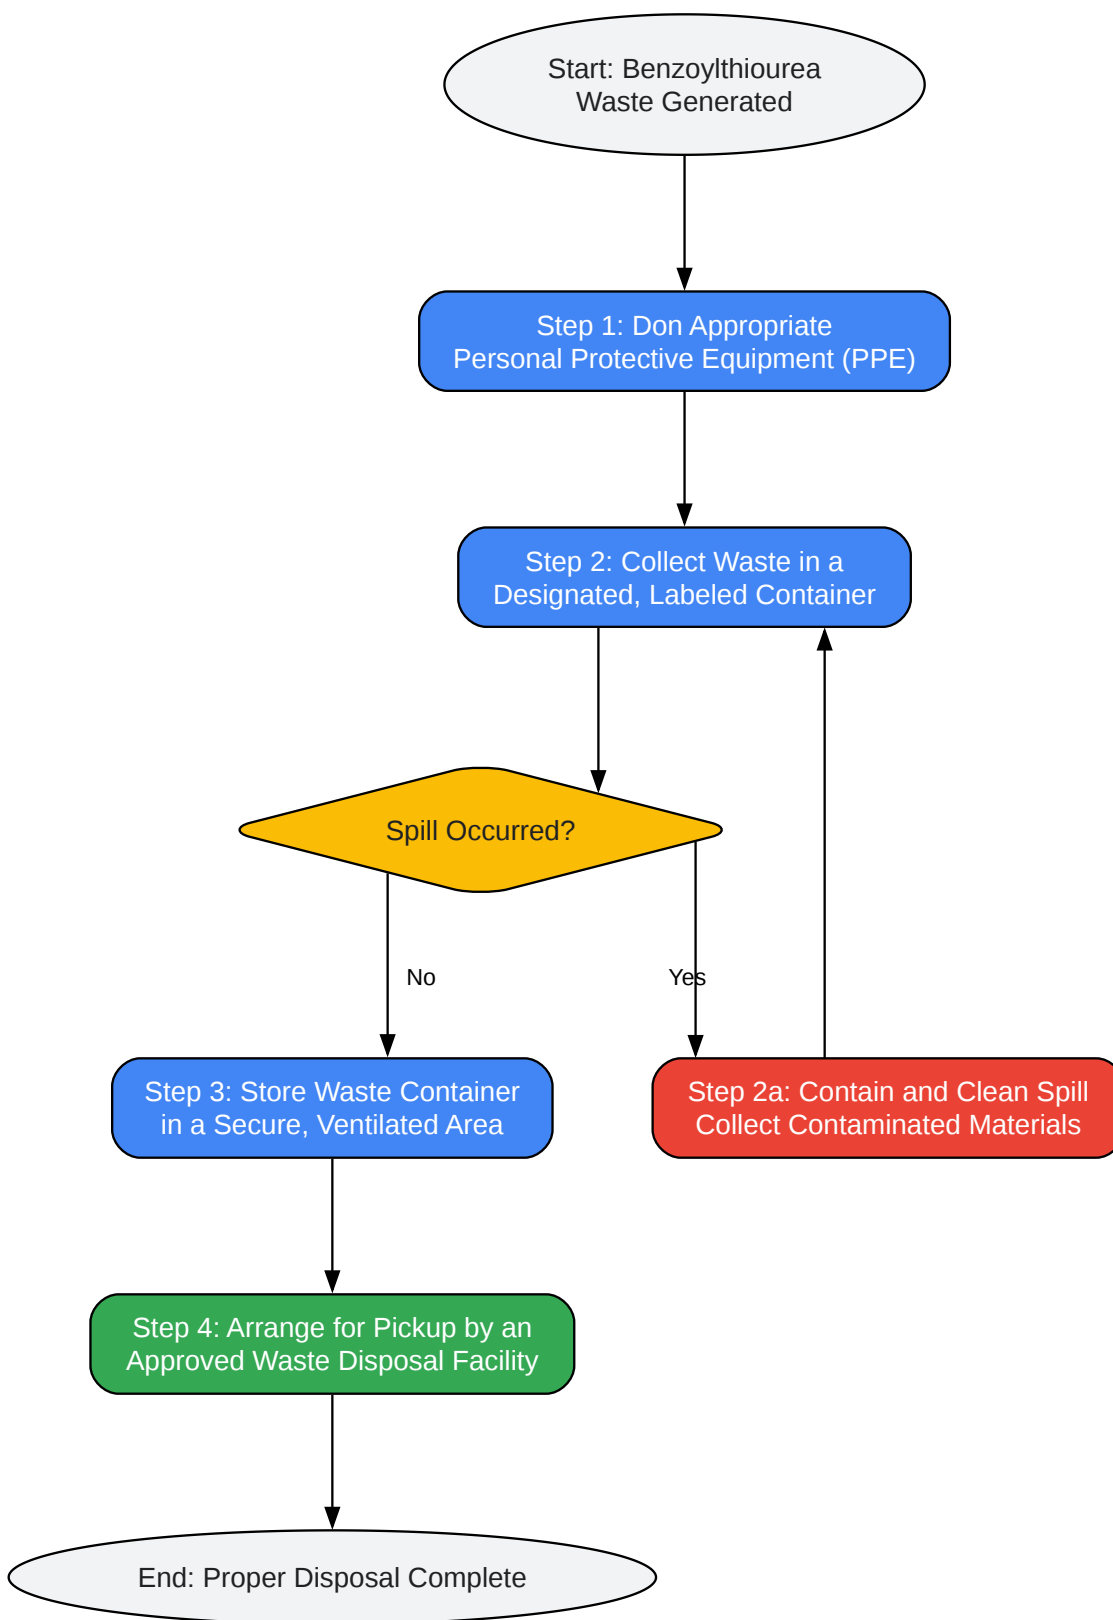 Start: Benzoylthiourea
Waste Generated
Step 1: Don Appropriate
Personal Protective Equipment (PPE)
Step 2: Collect Waste in a
Designated, Labeled Container
Spill Occurred?
No
Yes
Step 3: Store Waste Container
in a Secure, Ventilated Area
Step 2a: Contain and Clean Spill
Collect Contaminated Materials
Step 4: Arrange for Pickup by an
Approved Waste Disposal Facility
End: Proper Disposal Complete